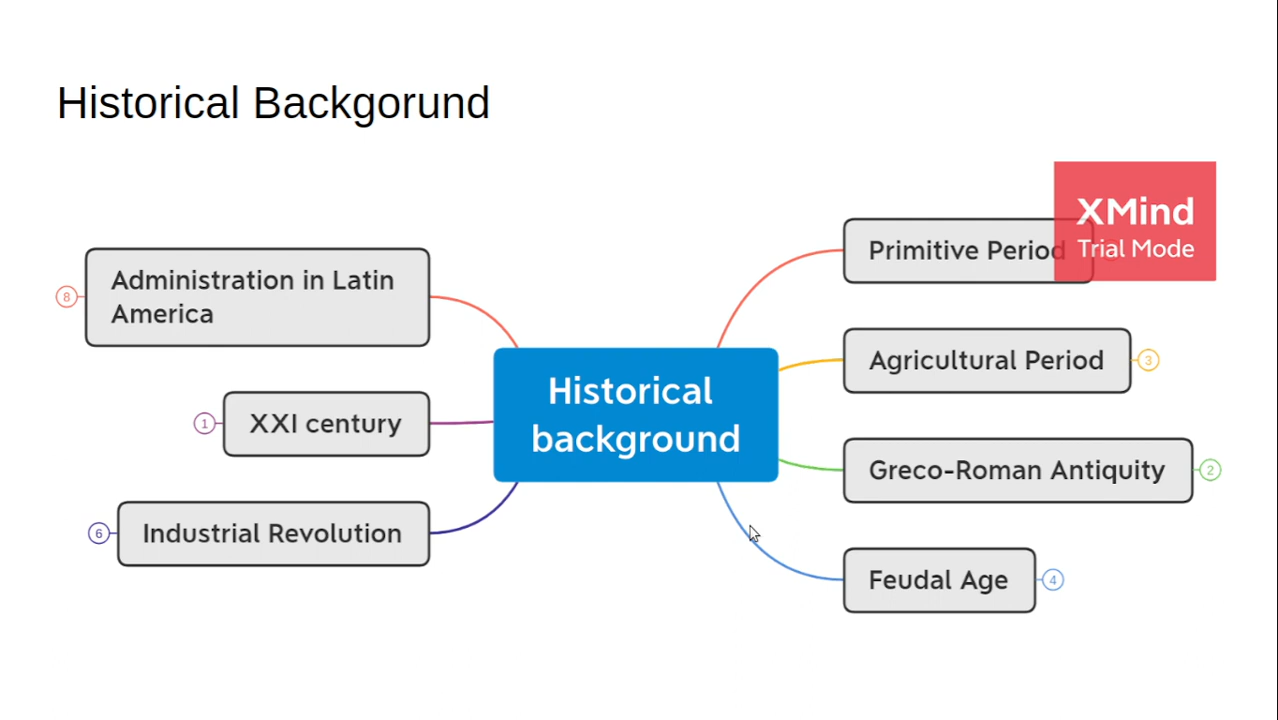 Historical Backgorund
XMind
Trial Mode
Primitive Period
Administration in Latin
America
8
Agricultural Period
3
Historical
background
XXI century
1
Greco-Roman Antiquity
2
Industrial Revolution
6
Feudal Age
4